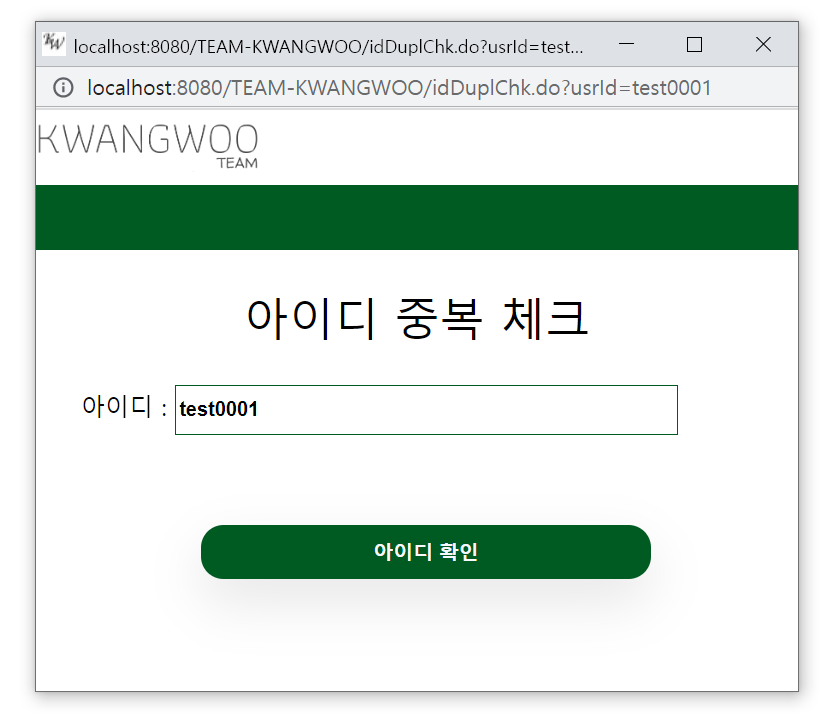 KW
localhost:8080/TEAM-KWANGWOO/idDuplChk.do?usrId=test...
localhost:8080/TEAM-KWANGWOO/idDuplChk.do?usrId=test0001
KWANGWOO
TEAM
아이디 중복 체크
아이디 : test0001
아이디 확인